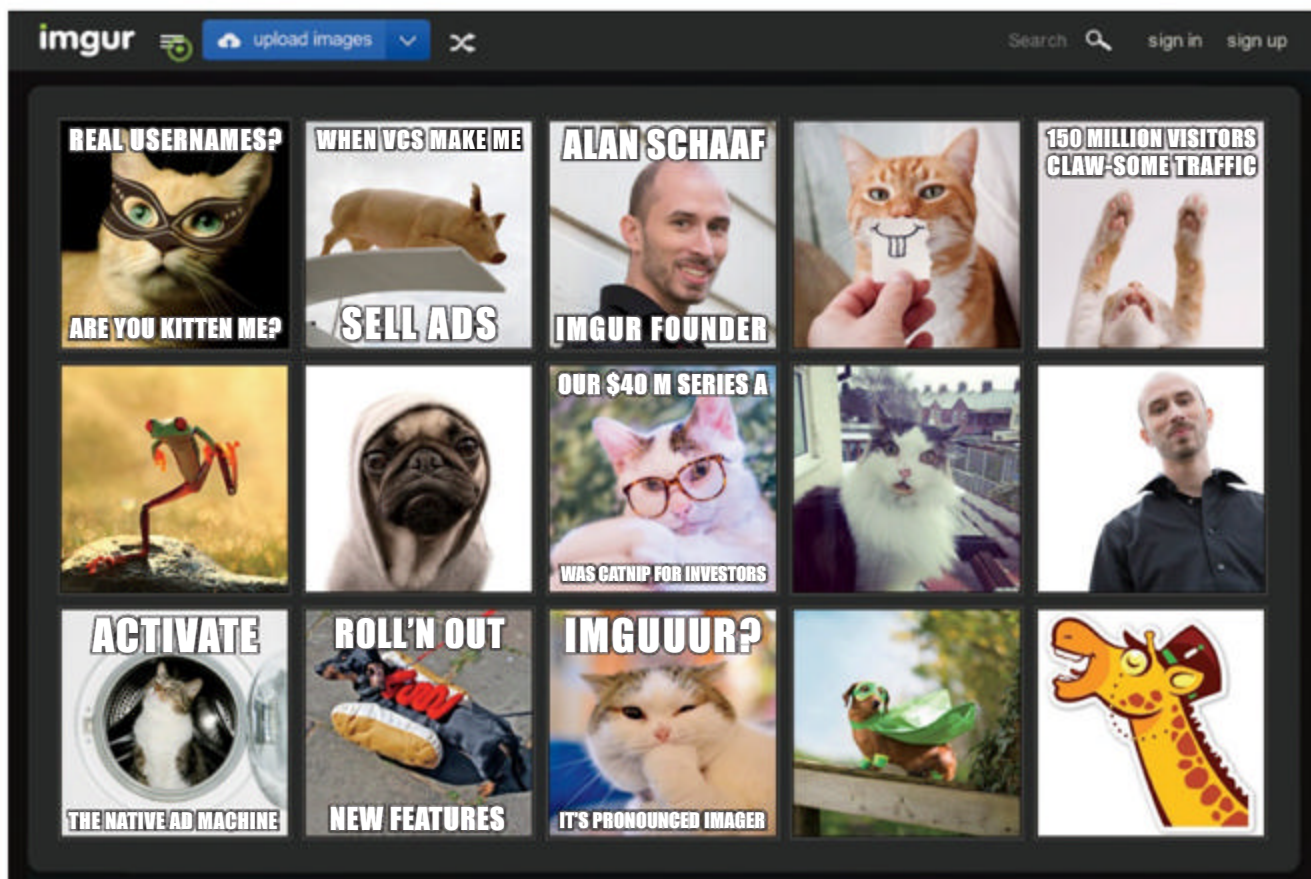 imgur
upload images
Search
sign in
sign up
REAL USERNAMES?
ARE YOU KITTEN ME?
WHEN VCS MAKE ME
SELL ADS
ALAN SCHAAF
IMGUR FOUNDER
150 MILLION VISITORS
CLAW-SOME TRAFFIC
OUR $40 M SERIES A
WAS CATNIP FOR INVESTORS
ACTIVATE
THE NATIVE AD MACHINE
ROLL'N OUT
NEW FEATURES
IMGUUUR?
IT'S PRONOUNCED IMAGER